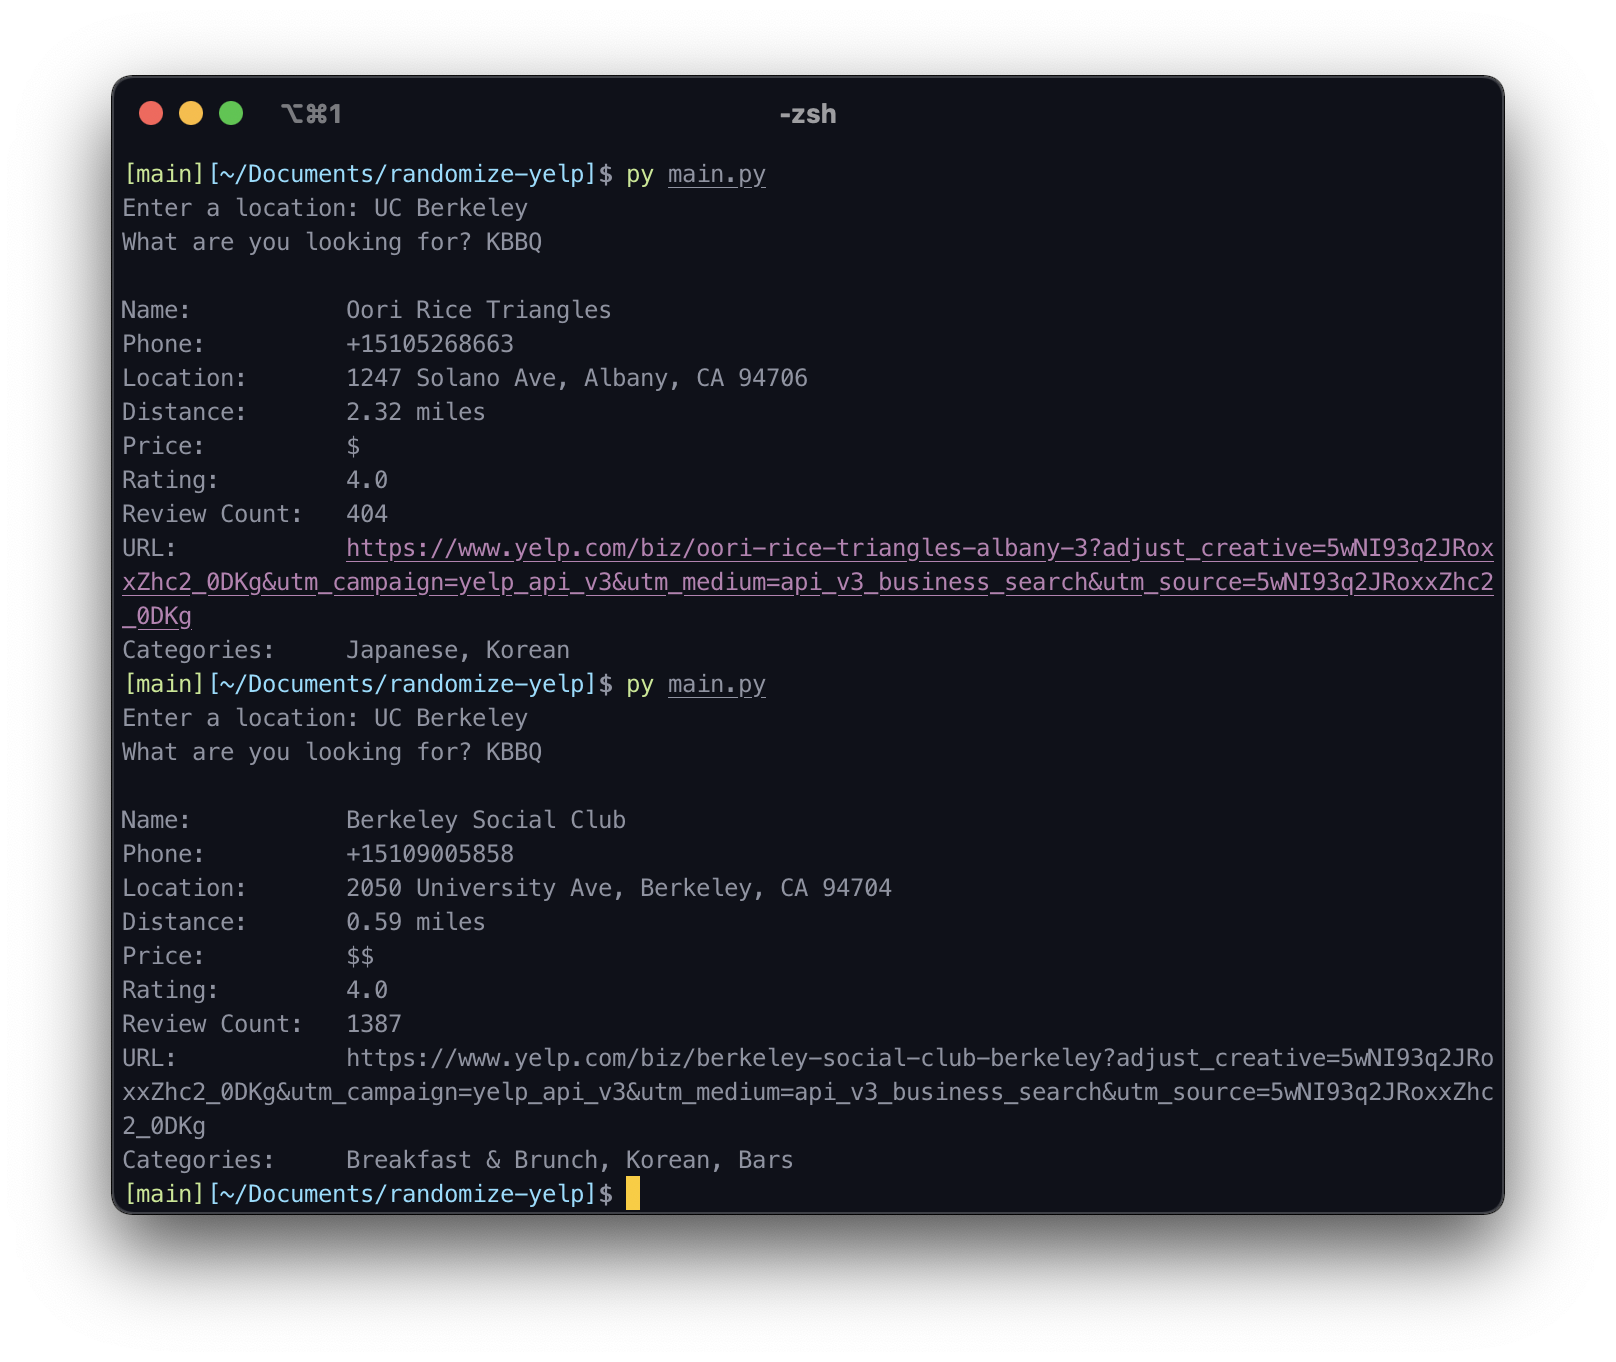 ⌥⌘1 -zsh
[main][~/Documents/randomize-yelp]$ py main.py
Enter a location: UC Berkeley
What are you looking for? KBBQ
Name: Oori Rice Triangles
Phone: +15105268663
Location: 1247 Solano Ave, Albany, CA 94706
Distance: 2.32 miles
Price: $
Rating: 4.0
Review Count: 404
URL: https://www.yelp.com/biz/oori-rice-triangles-albany-3?adjust_creative=5wNI93q2JRox
xZhc2_0DKg&utm_campaign=yelp_api_v3&utm_medium=api_v3_business_search&utm_source=5wNI93q2JRoxxZhc2
_0DKg
Categories: Japanese, Korean
[main][~/Documents/randomize-yelp]$ py main.py
Enter a location: UC Berkeley
What are you looking for? KBBQ
Name: Berkeley Social Club
Phone: +15109005858
Location: 2050 University Ave, Berkeley, CA 94704
Distance: 0.59 miles
Price: $$
Rating: 4.0
Review Count: 1387
URL: https://www.yelp.com/biz/berkeley-social-club-berkeley?adjust_creative=5wNI93q2JRo
xxZhc2_0DKg&utm_campaign=yelp_api_v3&utm_medium=api_v3_business_search&utm_source=5wNI93q2JRoxxZhc
2_0DKg
Categories: Breakfast & Brunch, Korean, Bars
[main][~/Documents/randomize-yelp]$